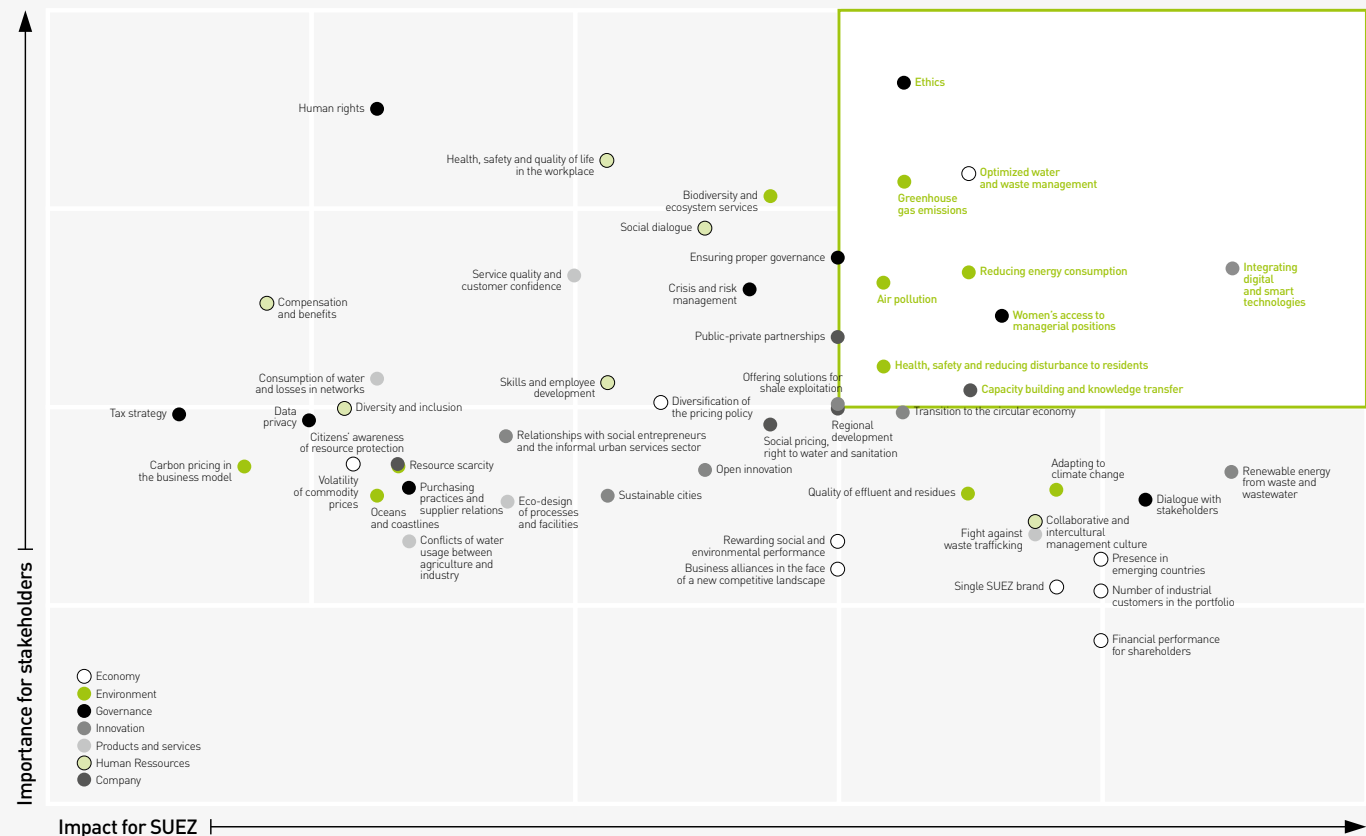 Importance for stakeholders
Ethics
Human rights
Health, safety and quality of life
in the workplace
Optimized water
and waste management
Biodiversity and
ecosystem services
Greenhouse
gas emissions
Social dialogue
Ensuring proper governance
Service quality and
customer confidence
Reducing energy consumption
Integrating
digital
and smart
technologies
Crisis and risk
management
Air pollution
Compensation
and benefits
Women's access to
managerial positions
Public-private partnerships
Health, safety and reducing disturbance to residents
Consumption of water
and losses in networks
Skills and employee
development
Offering solutions for
shale exploitation
Capacity building and knowledge transfer
Diversity and inclusion
Diversification of
the pricing policy
Tax strategy
Data
privacy
Transition to the circular economy
Regional
development
Social pricing,
right to water and sanitation
Citizens' awareness
of resource protection
Relationships with social entrepreneurs
and the informal urban services sector
Carbon pricing in
the business model
Resource scarcity
Open innovation
Adapting to
climate change
Renewable energy
from waste and
wastewater
Volatility
of commodity
prices
Purchasing
practices and
supplier relations
Oceans
and coastlines
Eco-design
of processes
and facilities
Sustainable cities
Quality of effluent and residues
Dialogue with
stakeholders
Conflicts of water
usage between
agriculture and
industry
Rewarding social and
environmental performance
Fight against
waste trafficking
Collaborative and
intercultural
management culture
Business alliances in the face
of a new competitive landscape
Presence in
emerging countries
Single SUEZ brand
Number of industrial
customers in the portfolio
Financial performance
for shareholders
Economy
Environment
Governance
Innovation
Products and services
Human Ressources
Company
Impact for SUEZ